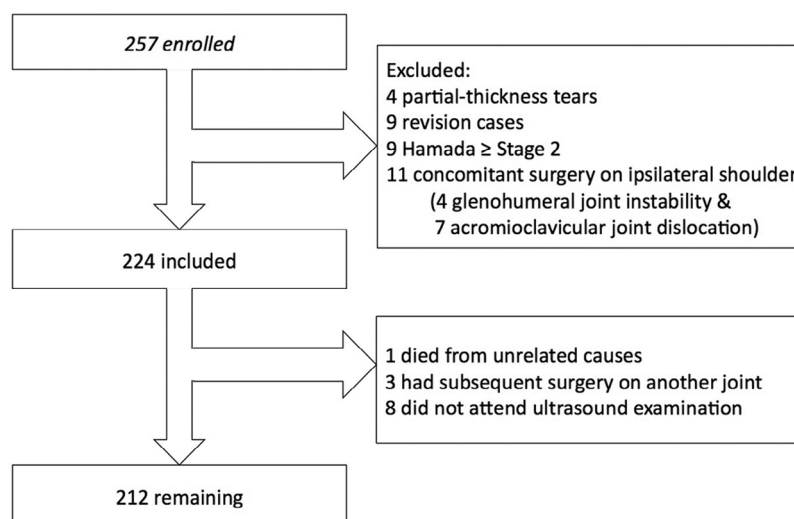 257 enrolled
Excluded:
4 partial-thickness tears
9 revision cases
9 Hamada ≥ Stage 2
11 concomitant surgery on ipsilateral shoulder
(4 glenohumeral joint instability &
7 acromioclavicular joint dislocation)
224 included
1 died from unrelated causes
3 had subsequent surgery on another joint
8 did not attend ultrasound examination
212 remaining